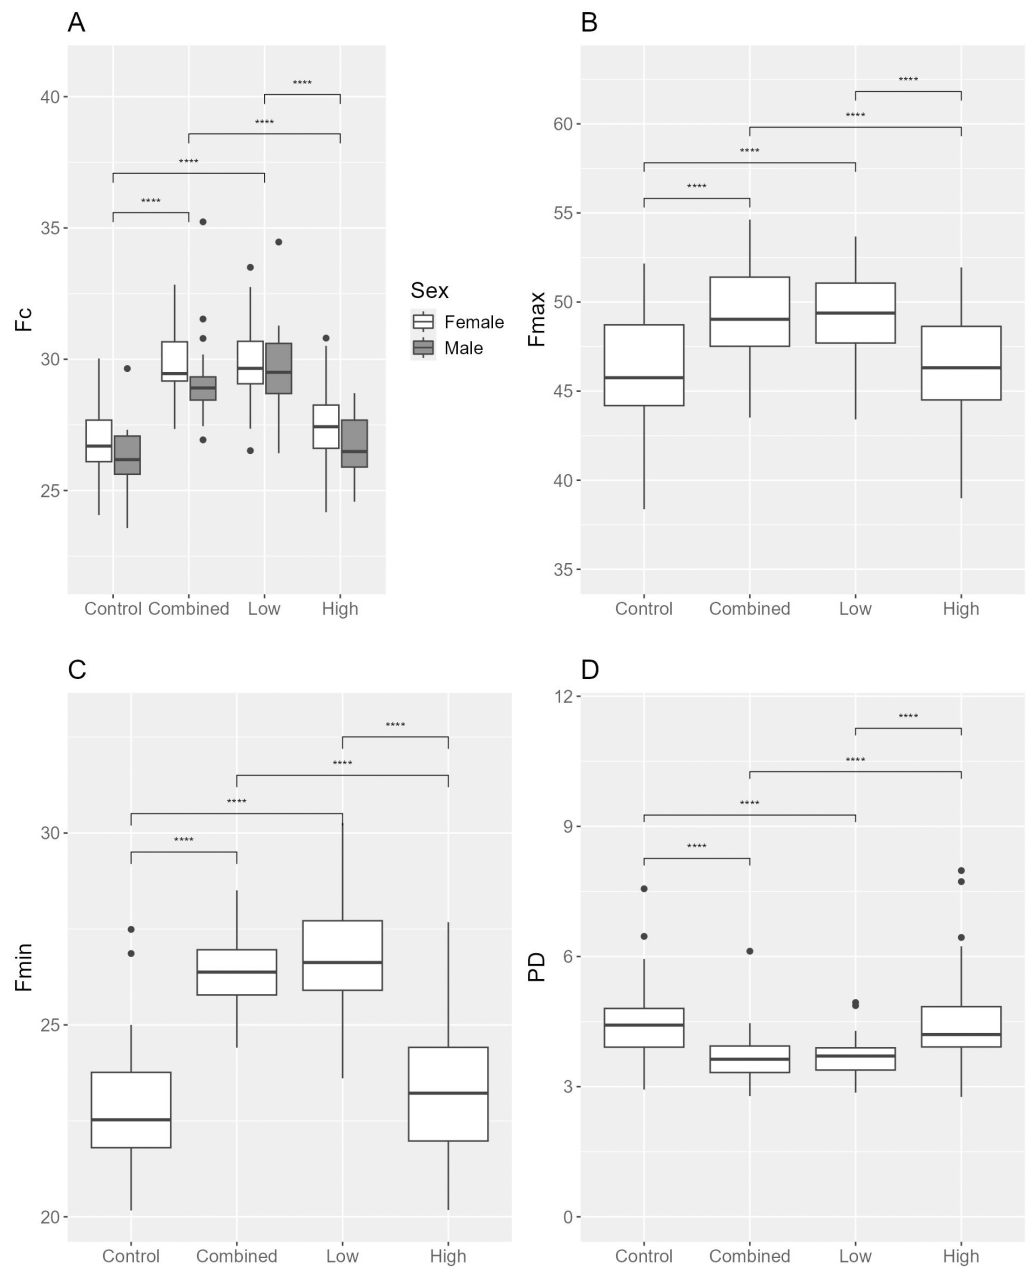 A
Fc
40
35
30
25
****
****
****
****
Control Combined Low High
Sex
Female
Male
B
Fmax
60
55
50
45
40
35
****
****
****
****
Control Combined Low High
C
Fmin
30
25
20
****
****
****
****
Control Combined Low High
D
PD
12
9
6
3
0
****
****
****
****
Control Combined Low High